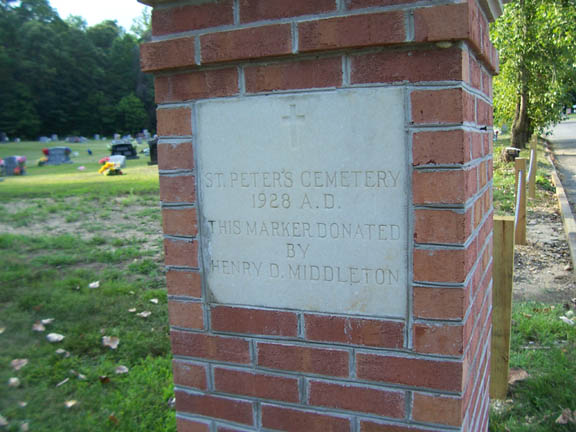 ST. PETER'S CEMETERY
1928 A.D.
THIS MARKER DONATED
BY
HENRY D. MIDDLETON